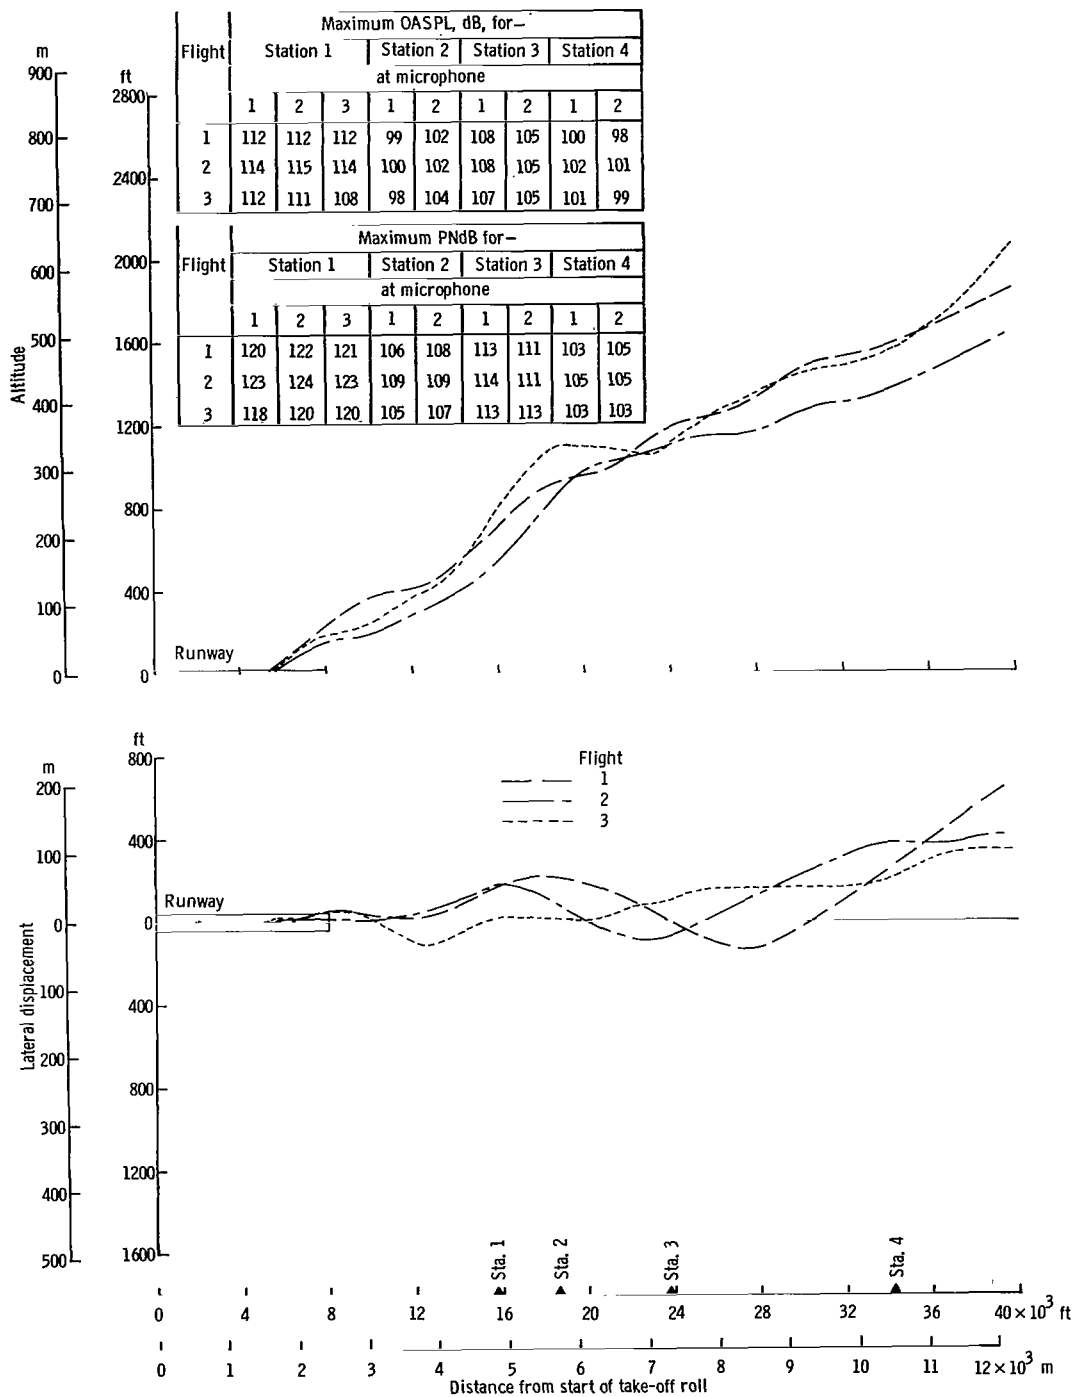 Maximum OASPL, dB, for—
Flight Station 1 Station 2 Station 3 Station 4
at microphone
1 2 3 1 2 1 2 1 2
1 112 112 112 99 102 108 105 100 98
2 114 115 114 100 102 108 105 102 101
3 112 111 108 98 104 107 105 101 99
Maximum PNdB for—
Flight Station 1 Station 2 Station 3 Station 4
at microphone
1 2 3 1 2 1 2 1 2
1 120 122 121 106 108 113 111 103 105
2 123 124 123 109 109 114 111 105 105
3 118 120 120 105 107 113 113 103 103
m
900
800
700
600
500
400
300
200
100
0
ft
2800
2400
2000
1600
1200
800
400
0
Altitude
Runway
ft
800
400
0
400
800
1200
1600
m
200
100
0
100
200
300
400
500
Lateral displacement
Runway
Flight
1
2
3
Sta. 1
Sta. 2
Sta. 3
Sta. 4
0 4 8 12 16 20 24 28 32 36 40 × 10³ ft
0 1 2 3 4 5 6 7 8 9 10 11 12 × 10³ m
Distance from start of take-off roll